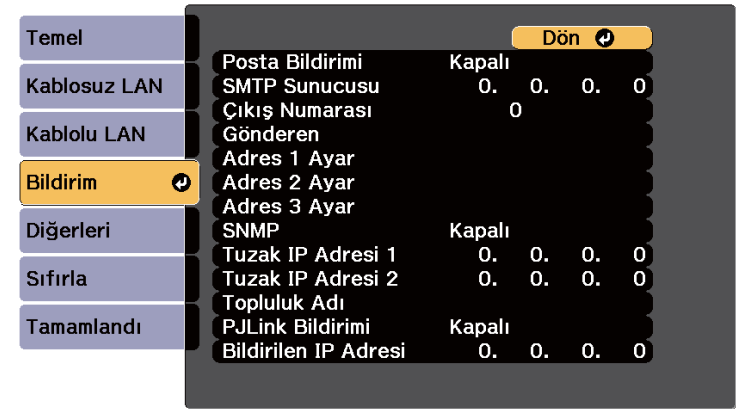 Temel
Kablosuz LAN
Kablolu LAN
Bildirim
Diğerleri
Sıfırla
Tamamlandı
Dön
Posta Bildirimi Kapalı
SMTP Sunucusu 0. 0. 0. 0
Çıkış Numarası 0
Gönderen
Adres 1 Ayar
Adres 2 Ayar
Adres 3 Ayar
SNMP Kapalı
Tuzak IP Adresi 1 0. 0. 0. 0
Tuzak IP Adresi 2 0. 0. 0. 0
Topluluk Adı
PJLink Bildirimi Kapalı
Bildirilen IP Adresi 0. 0. 0. 0